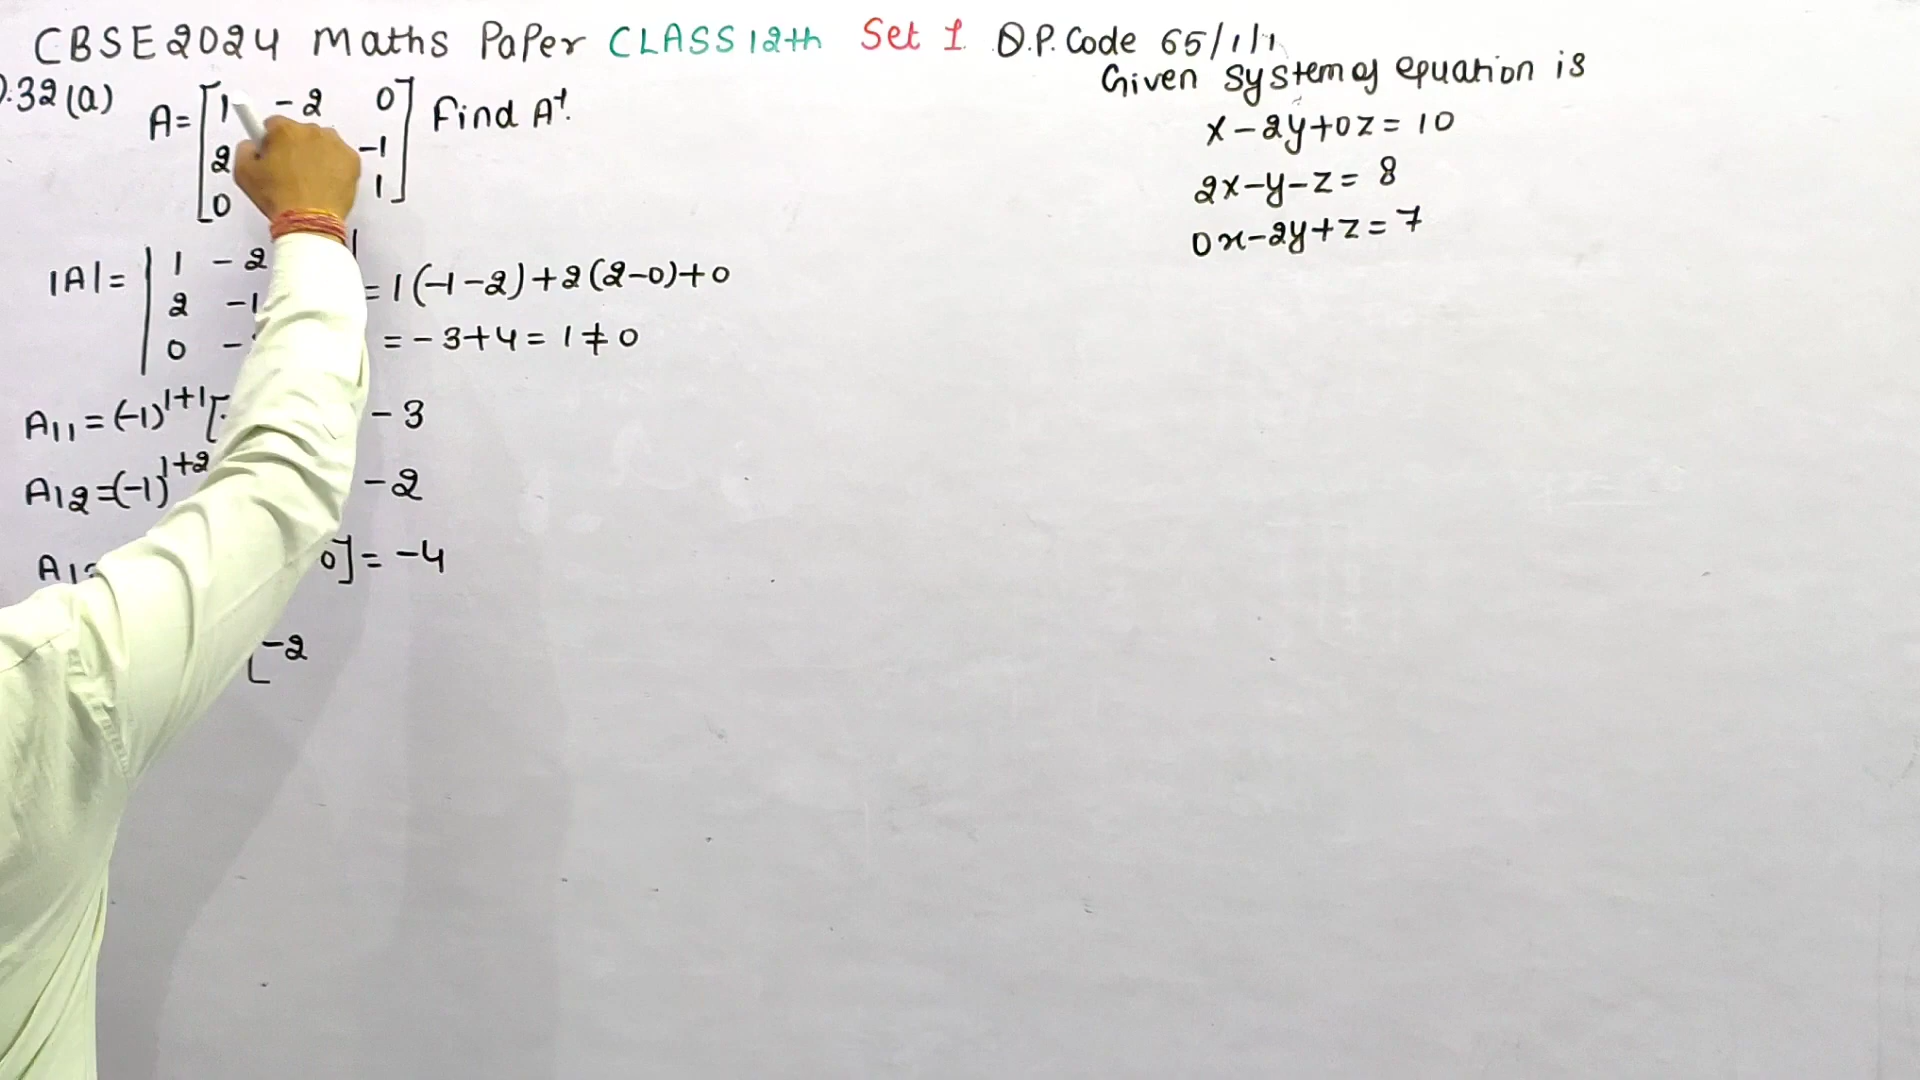 CBSE 2024 Maths Paper CLASS 12th Set 1 Q.P. Code 65/1/1
.32(a) A= [1 -2 0] Find A⁻¹.
2 -1
0 1
|A| = | 1 -2 | = 1(-1-2)+2(2-0)+0
2 -1
0 - = -3+4 = 1 ≠ 0
A11 = (-1)^1+1 [ -3
A12 = (-1)^1+2 -2
A1 0] = -4
[-2
Given System of equation is
x-2y+0z = 10
2x-y-z = 8
0x-2y+z = 7